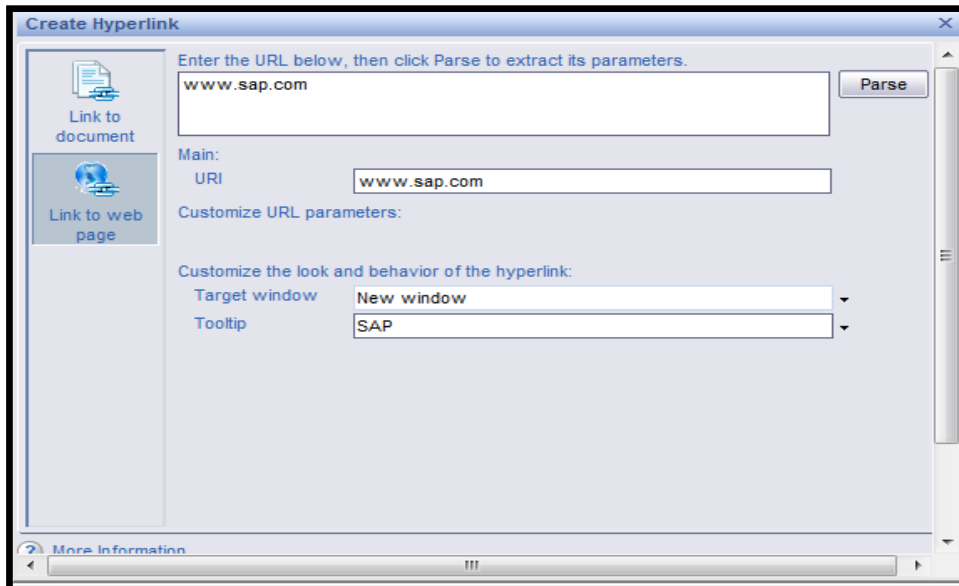 Create Hyperlink
Link to
document
Link to web
page
Enter the URL below, then click Parse to extract its parameters.
www.sap.com
Parse
Main:
URI
www.sap.com
Customize URL parameters:
Customize the look and behavior of the hyperlink:
Target window
New window
Tooltip
SAP
? More Information